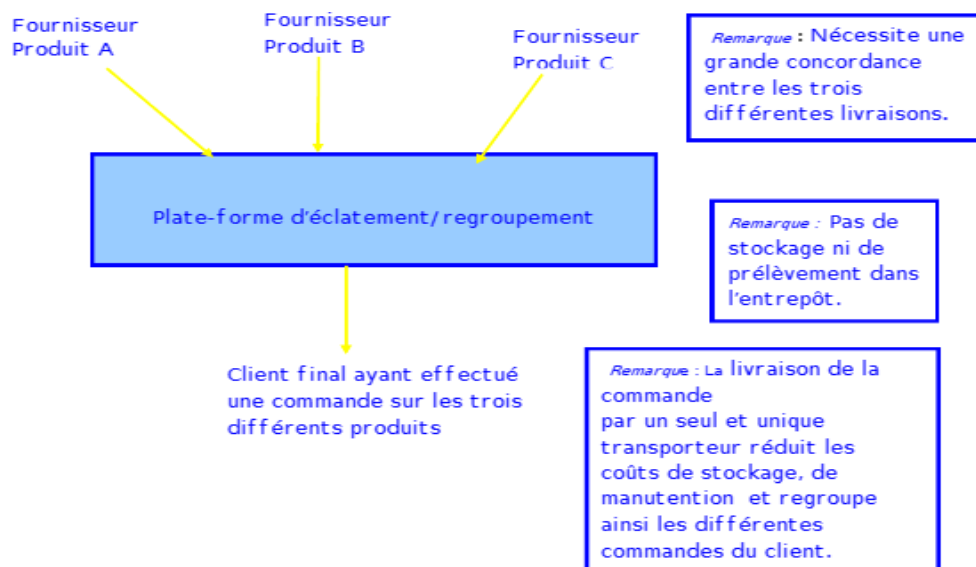 Fournisseur
Produit A
Fournisseur
Produit B
Fournisseur
Produit C
Remarque : Nécessite une
grande concordance
entre les trois
différentes livraisons.
Plate-forme d'éclatement/regroupement
Remarque : Pas de
stockage ni de
prélèvement dans
l'entrepôt.
Client final ayant effectué
une commande sur les trois
différents produits
Remarque : La livraison de la
commande
par un seul et unique
transporteur réduit les
coûts de stockage, de
manutention et regroupe
ainsi les différentes
commandes du client.